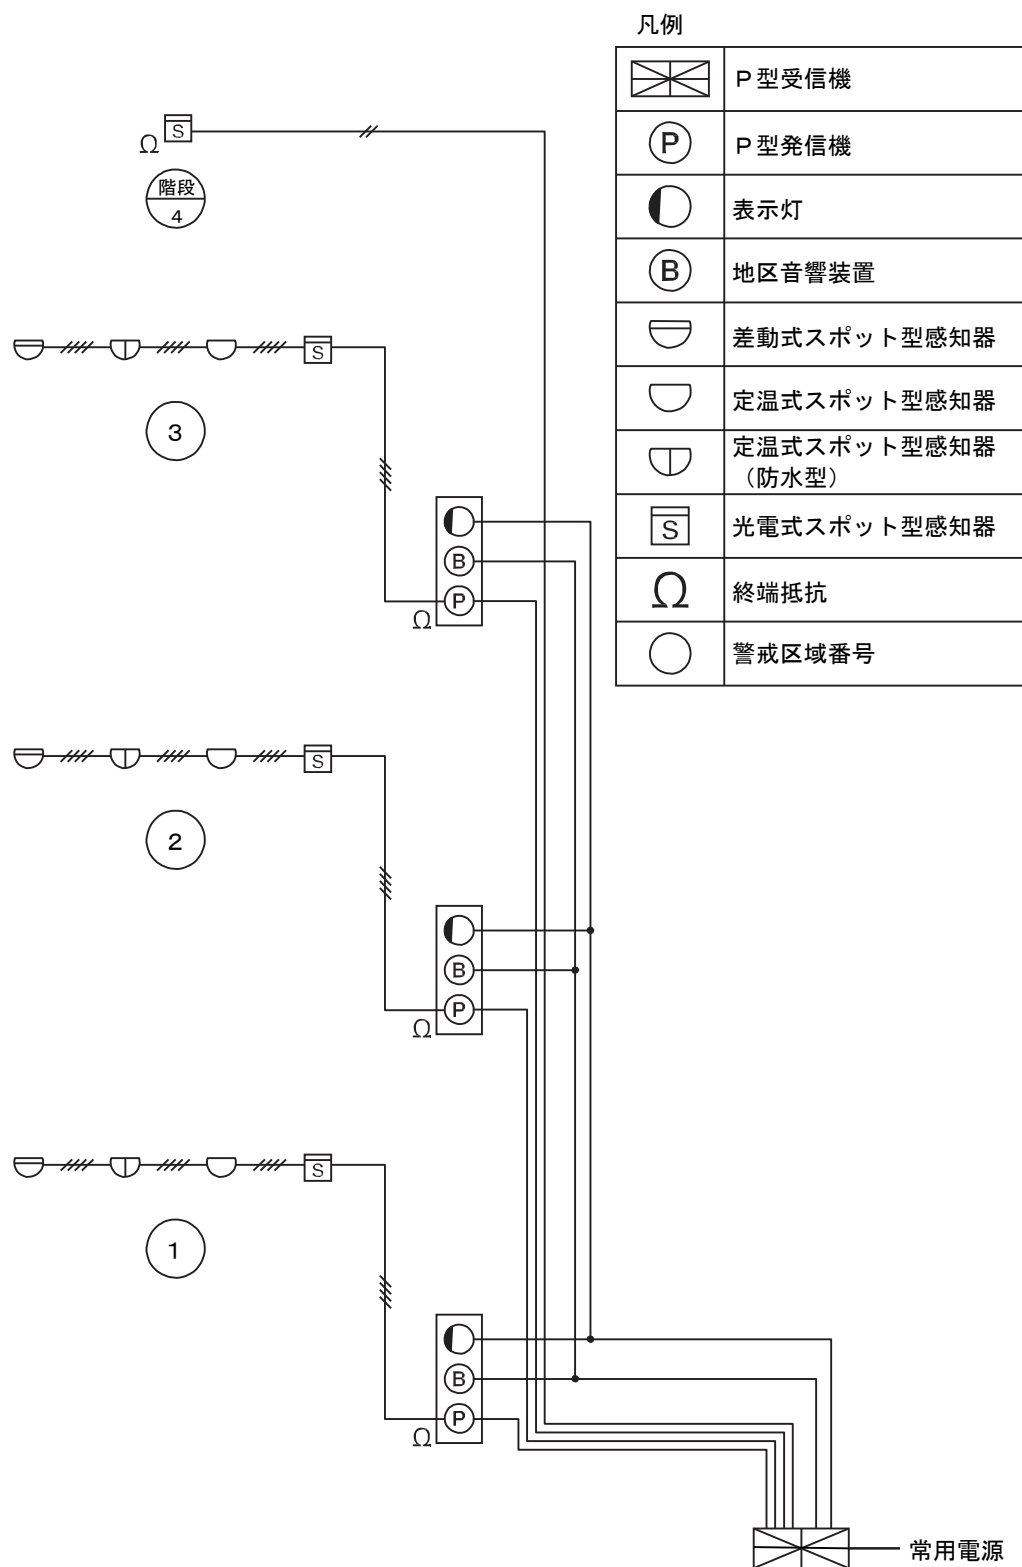 凡例
P型受信機
P P型発信機
表示灯
B 地区音響装置
差動式スポット型感知器
定温式スポット型感知器
定温式スポット型感知器
（防水型）
S 光電式スポット型感知器
Ω 終端抵抗
警戒区域番号
Ω S
階段
4
S
3
B
P
Ω
S
2
B
P
Ω
S
1
B
P
Ω
常用電源